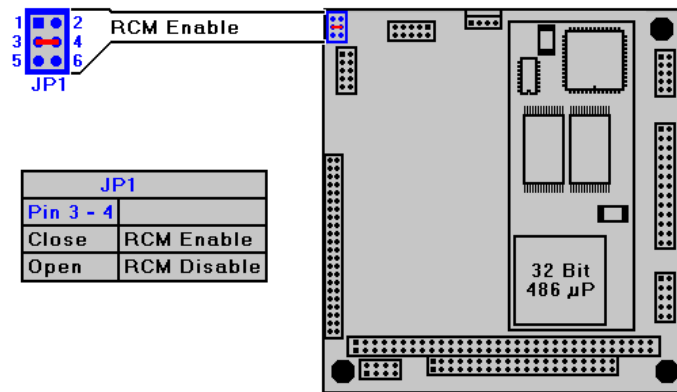 1 2 RCM Enable
3 4
5 6
JP1
JP1
Pin 3 - 4
Close RCM Enable
Open RCM Disable
32 Bit
486 µP